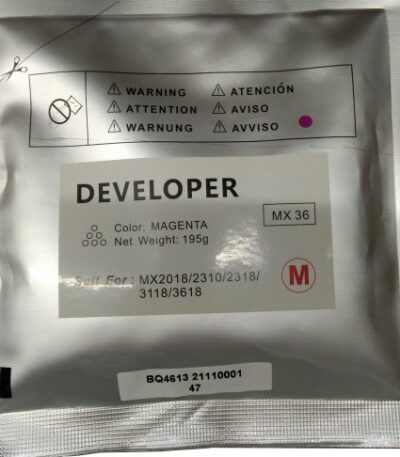 ⚠ WARNING ⚠ ATENCIÓN
⚠ ATTENTION ⚠ AVISO
⚠ WARNUNG ⚠ AVVISO
DEVELOPER
Color: MAGENTA
Net Weight: 195g
MX 36
Suit For: MX2018/2310/2318/
3118/3618
M
BQ4613 21110001
47